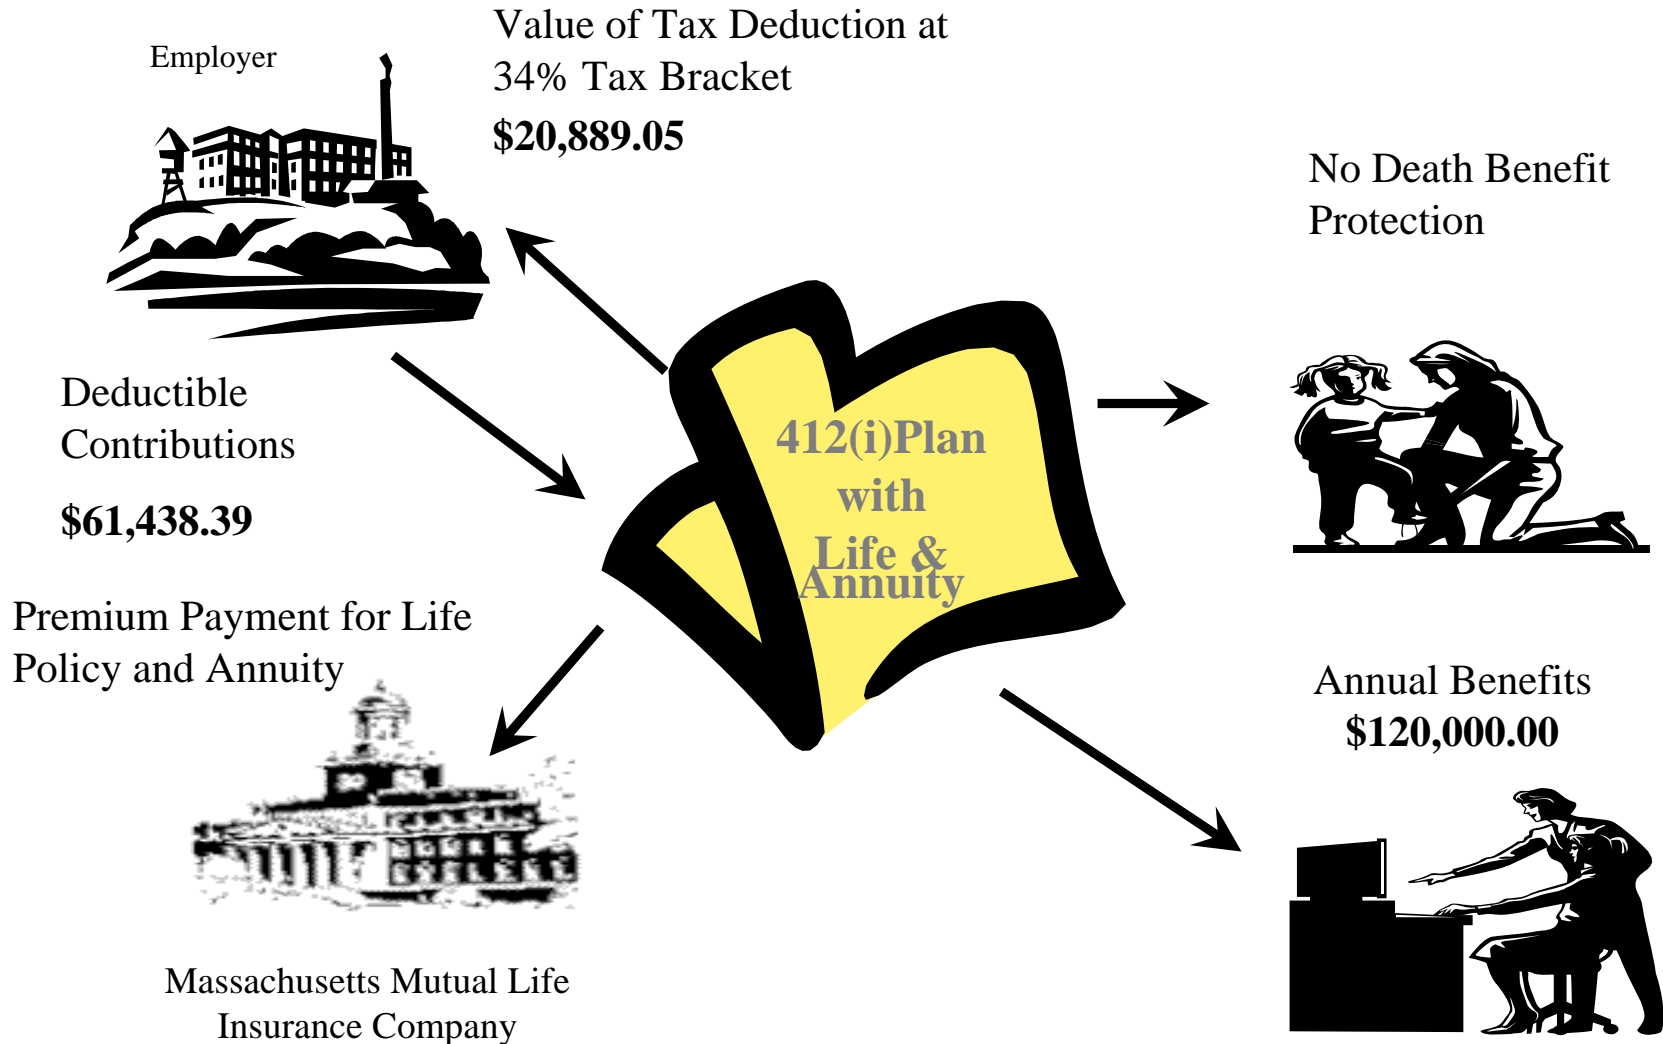 Employer
Value of Tax Deduction at
34% Tax Bracket
$20,889.05
No Death Benefit
Protection
Deductible
Contributions
$61,438.39
412(i)Plan
with
Life &
Annuity
Premium Payment for Life
Policy and Annuity
Annual Benefits
$120,000.00
Massachusetts Mutual Life
Insurance Company